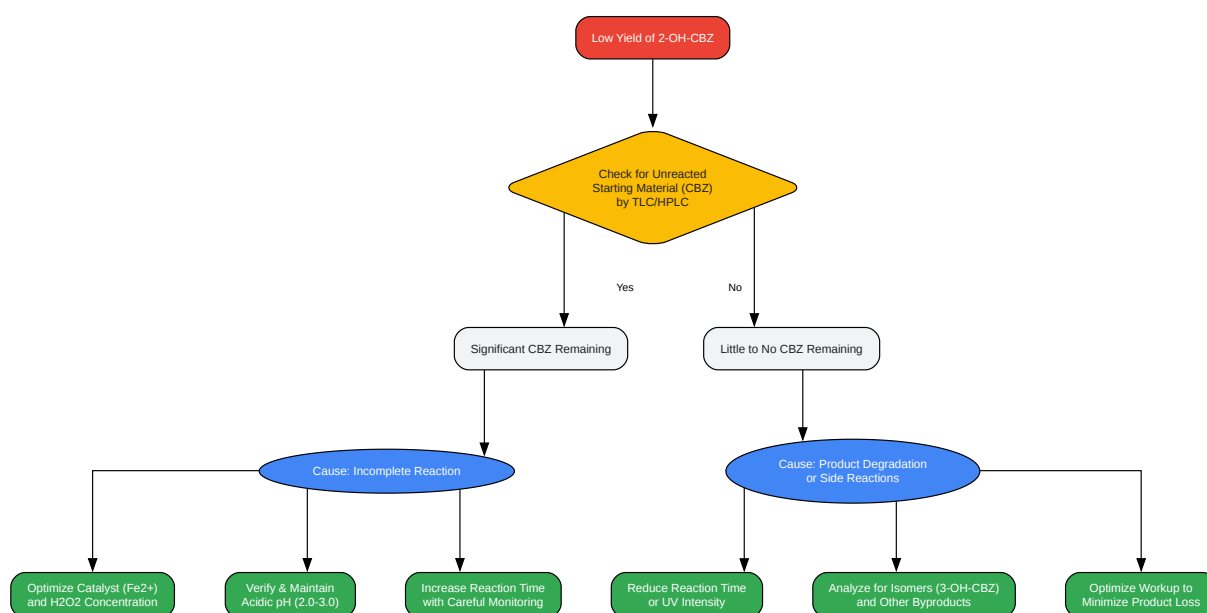 Low Yield of 2-OH-CBZ
Check for Unreacted
Starting Material (CBZ)
by TLC/HPLC
Yes
No
Significant CBZ Remaining
Little to No CBZ Remaining
Cause: Incomplete Reaction
Cause: Product Degradation
or Side Reactions
Optimize Catalyst (Fe2+)
and H2O2 Concentration
Verify & Maintain
Acidic pH (2.0-3.0)
Increase Reaction Time
with Careful Monitoring
Reduce Reaction Time
or UV Intensity
Analyze for Isomers (3-OH-CBZ)
and Other Byproducts
Optimize Workup to
Minimize Product Loss